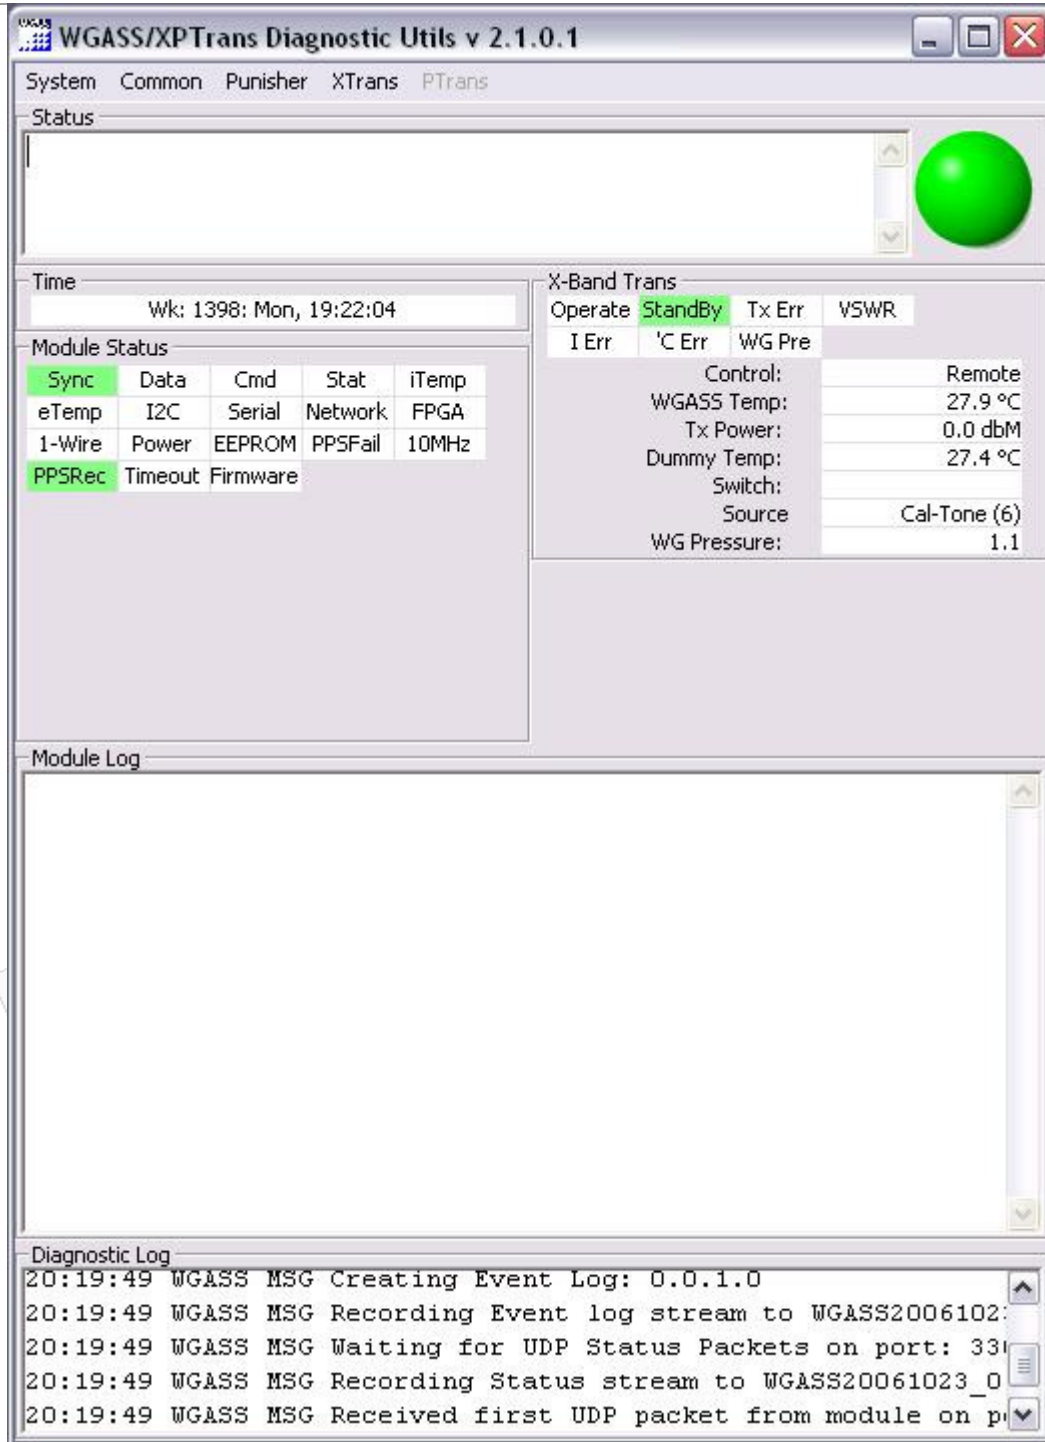 WGASS/XPTrans Diagnostic Utils v 2.1.0.1
System Common Punisher XTrans PTrans
Status
Time
Wk: 1398: Mon, 19:22:04
Module Status
Sync Data Cmd Stat iTemp
eTemp I2C Serial Network FPGA
1-Wire Power EEPROM PPSFail 10MHz
PPSRec Timeout Firmware
X-Band Trans
Operate StandBy Tx Err VSWR
I Err 'C Err WG Pre
Control: Remote
WGASS Temp: 27.9 °C
Tx Power: 0.0 dbM
Dummy Temp: 27.4 °C
Switch:
Source Cal-Tone (6)
WG Pressure: 1.1
Module Log
Diagnostic Log
20:19:49 WGASS MSG Creating Event Log: 0.0.1.0
20:19:49 WGASS MSG Recording Event log stream to WGASS2006102
20:19:49 WGASS MSG Waiting for UDP Status Packets on port: 33
20:19:49 WGASS MSG Recording Status stream to WGASS20061023_0
20:19:49 WGASS MSG Received first UDP packet from module on